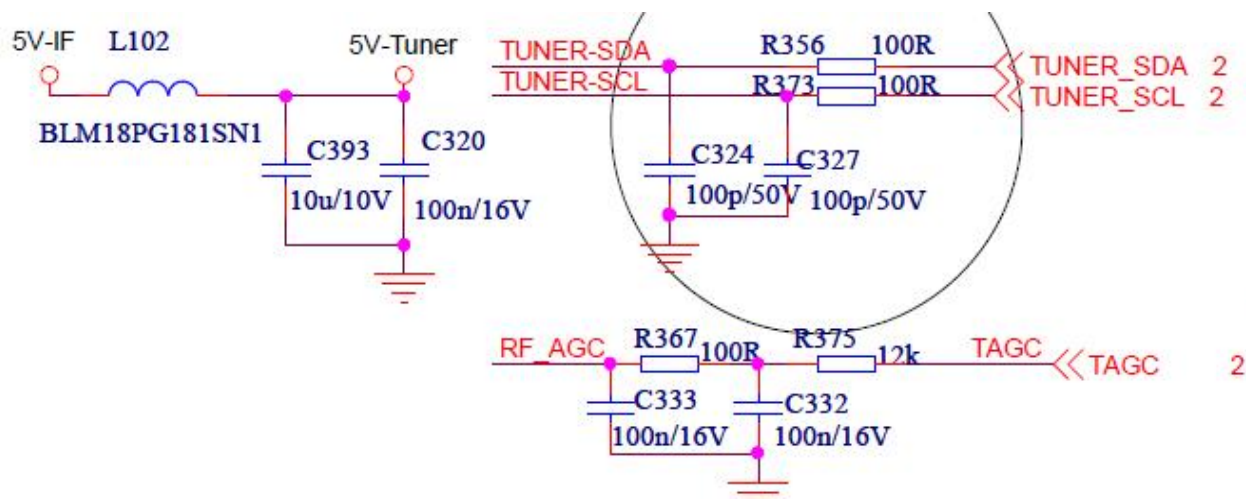 5V-IF L102 5V-Tuner
BLM18PG181SN1
C393
10u/10V
C320
100n/16V
TUNER-SDA R356 100R TUNER_SDA 2
TUNER-SCL R373 100R TUNER_SCL 2
C324
100p/50V
C327
100p/50V
RF_AGC R367 100R R375 12k TAGC TAGC 2
C333
100n/16V
C332
100n/16V